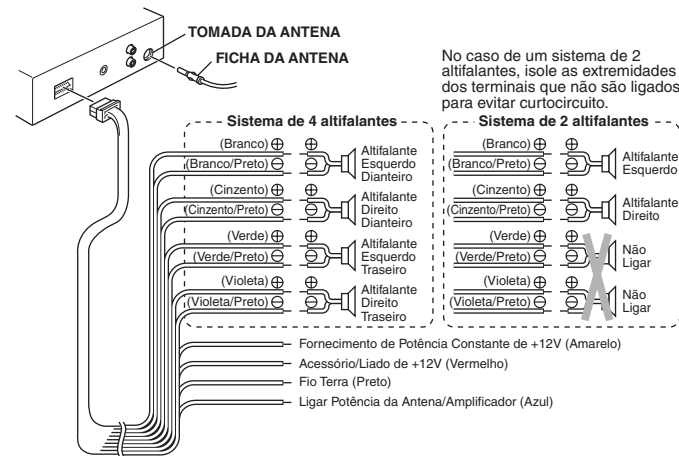 TOMADA DA ANTENA
FICHA DA ANTENA
No caso de um sistema de 2
altifalantes, isole as extremidades
dos terminais que não são ligados
para evitar curtocircuito.
Sistema de 4 altifalantes
(Branco) ⊕ ⊕
(Branco/Preto) ⊖ ⊖
Altifalante
Esquerdo
Dianteiro
(Cinzento) ⊕ ⊕
(Cinzento/Preto) ⊖ ⊖
Altifalante
Direito
Dianteiro
(Verde) ⊕ ⊕
(Verde/Preto) ⊖ ⊖
Altifalante
Esquerdo
Traseiro
(Violeta) ⊕ ⊕
(Violeta/Preto) ⊖ ⊖
Altifalante
Direito
Traseiro
Sistema de 2 altifalantes
(Branco) ⊕ ⊕
(Branco/Preto) ⊖ ⊖
Altifalante
Esquerdo
(Cinzento) ⊕ ⊕
(Cinzento/Preto) ⊖ ⊖
Altifalante
Direito
(Verde) ⊕ ⊕
(Verde/Preto) ⊖ ⊖
Não
Ligar
(Violeta) ⊕ ⊕
(Violeta/Preto) ⊖ ⊖
Não
Ligar
Fornecimento de Potência Constante de +12V (Amarelo)
Acessório/Liado de +12V (Vermelho)
Fio Terra (Preto)
Ligar Potência da Antena/Amplificador (Azul)